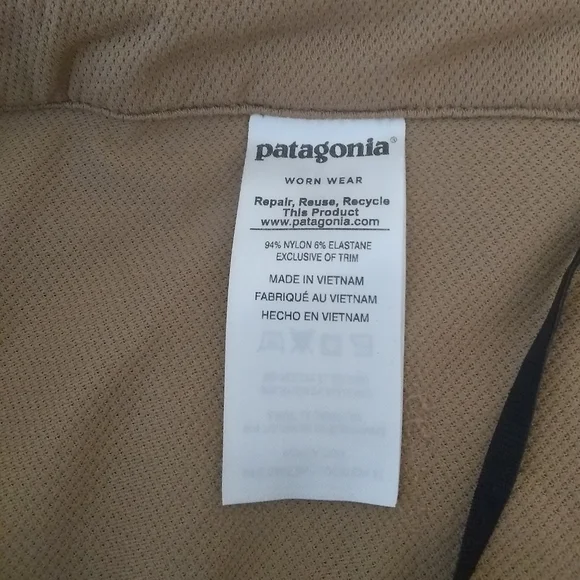 patagonia®
WORN WEAR
Repair, Reuse, Recycle
This Product
www.patagonia.com
94% NYLON 6% ELASTANE
EXCLUSIVE OF TRIM
MADE IN VIETNAM
FABRIQUÉ AU VIETNAM
HECHO EN VIETNAM